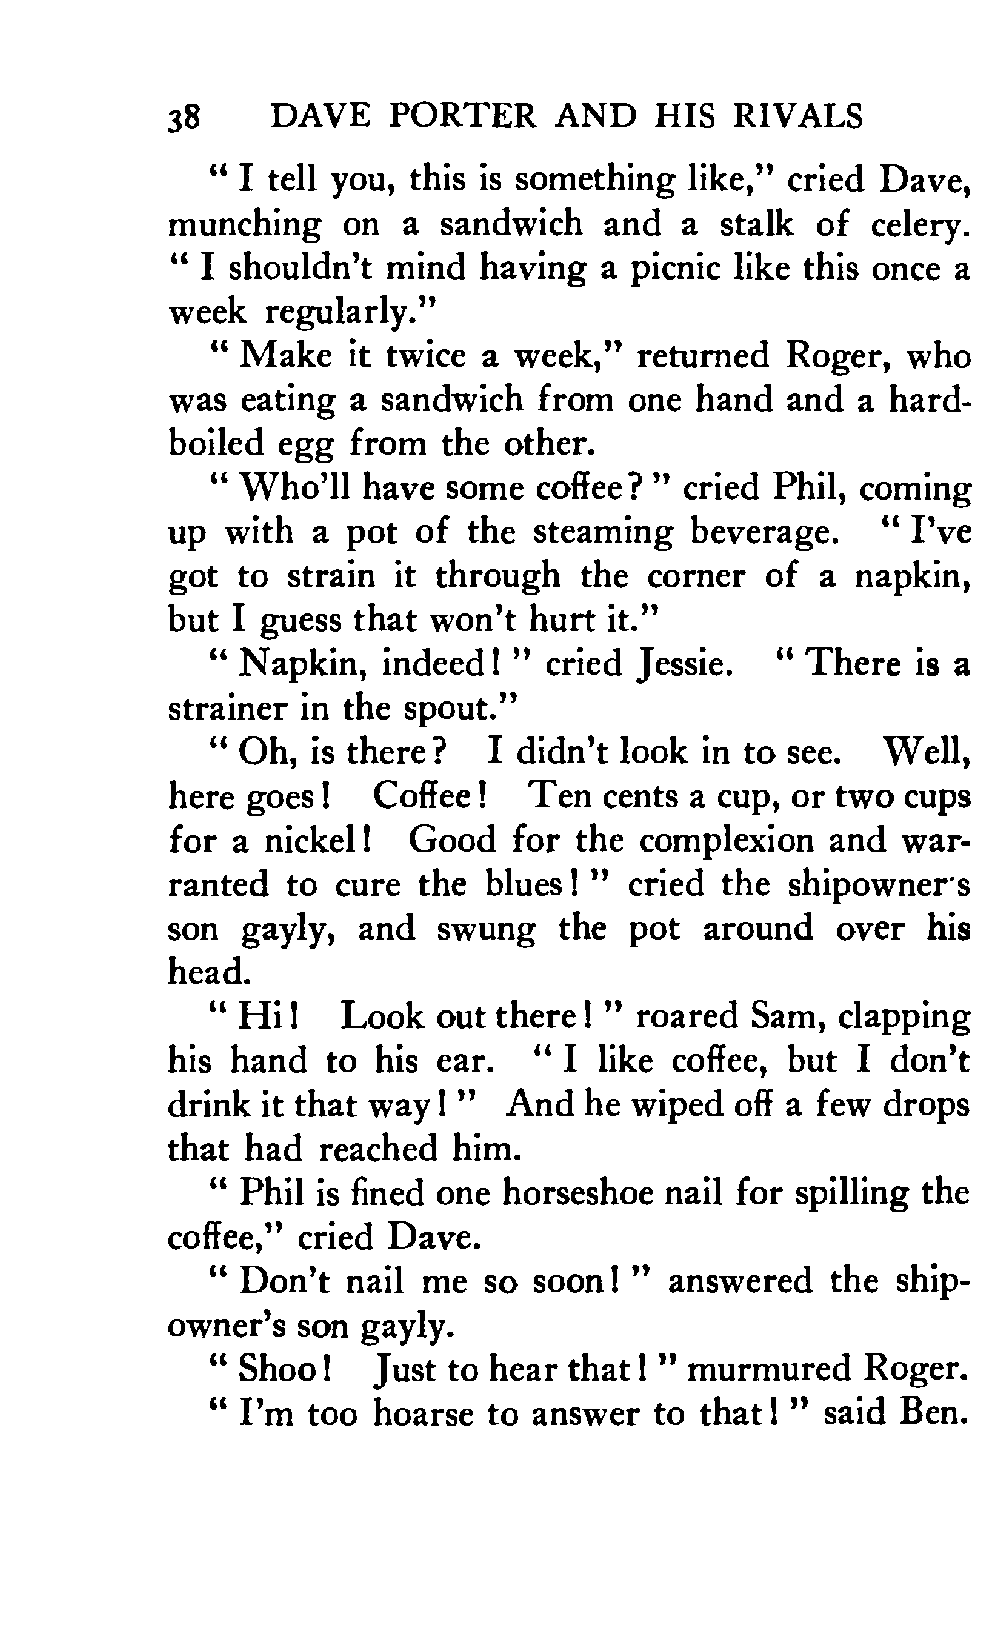 38 DAVE PORTER AND HIS RIVALS
“ I tell you, this is something like,” cried Dave,
munching on a sandwich and a stalk of celery.
“ I shouldn’t mind having a picnic like this once a
week regularly.”
“ Make it twice a week,” returned Roger, who
was eating a sandwich from one hand and a hard-
boiled egg from the other.
“ Who’ll have some coffee? ” cried Phil, coming
up with a pot of the steaming beverage. “ I’ve
got to strain it through the corner of a napkin,
but I guess that won’t hurt it.”
“ Napkin, indeed! ” cried Jessie. “ There is a
strainer in the spout.”
“ Oh, is there? I didn’t look in to see. Well,
here goes! Coffee! Ten cents a cup, or two cups
for a nickel! Good for the complexion and war-
ranted to cure the blues! ” cried the shipowner’s
son gayly, and swung the pot around over his
head.
“ Hi! Look out there! ” roared Sam, clapping
his hand to his ear. “ I like coffee, but I don’t
drink it that way! ” And he wiped off a few drops
that had reached him.
“ Phil is fined one horseshoe nail for spilling the
coffee,” cried Dave.
“ Don’t nail me so soon! ” answered the ship-
owner’s son gayly.
“ Shoo! Just to hear that! ” murmured Roger.
“ I’m too hoarse to answer to that! ” said Ben.